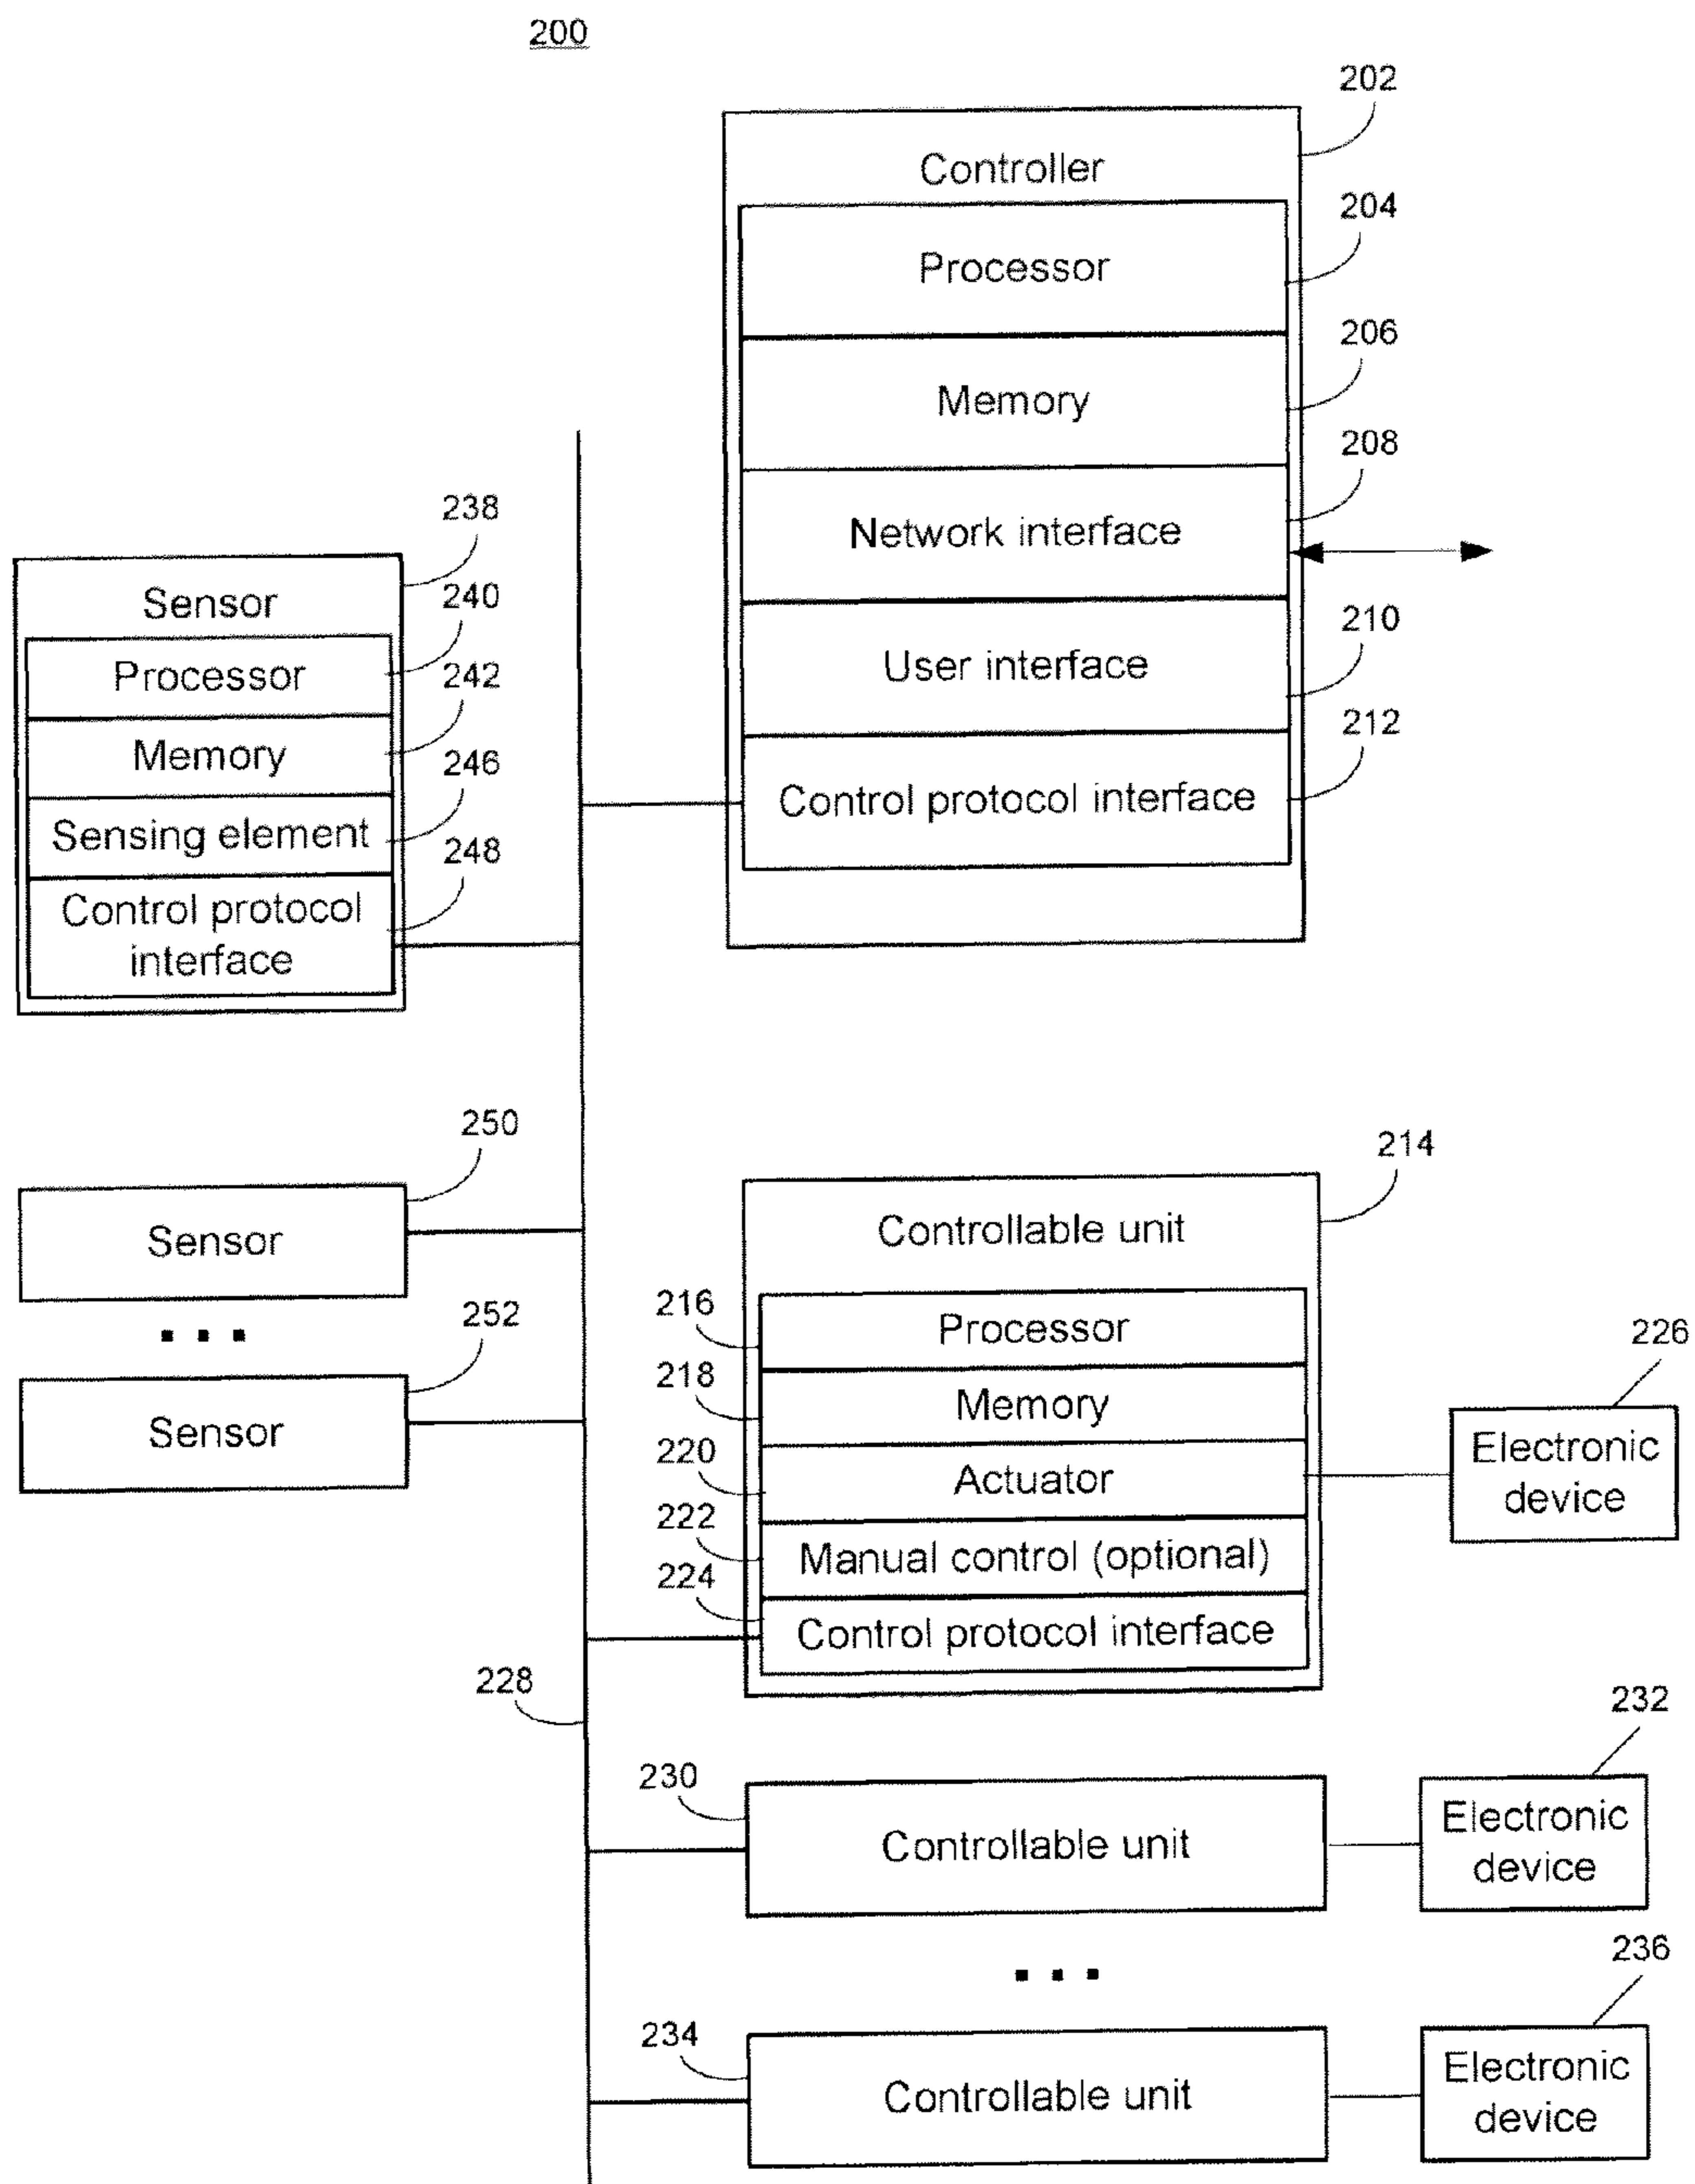 200
202
Controller
204
Processor
206
Memory
208
Network interface
210
User interface
212
Control protocol interface
238
Sensor
240
Processor
242
Memory
246
Sensing element
248
Control protocol
interface
250
Sensor
252
Sensor
214
Controllable unit
216
Processor
218
Memory
220
Actuator
222
Manual control (optional)
224
Control protocol interface
226
Electronic
device
228
230
Controllable unit
232
Electronic
device
234
Controllable unit
236
Electronic
device